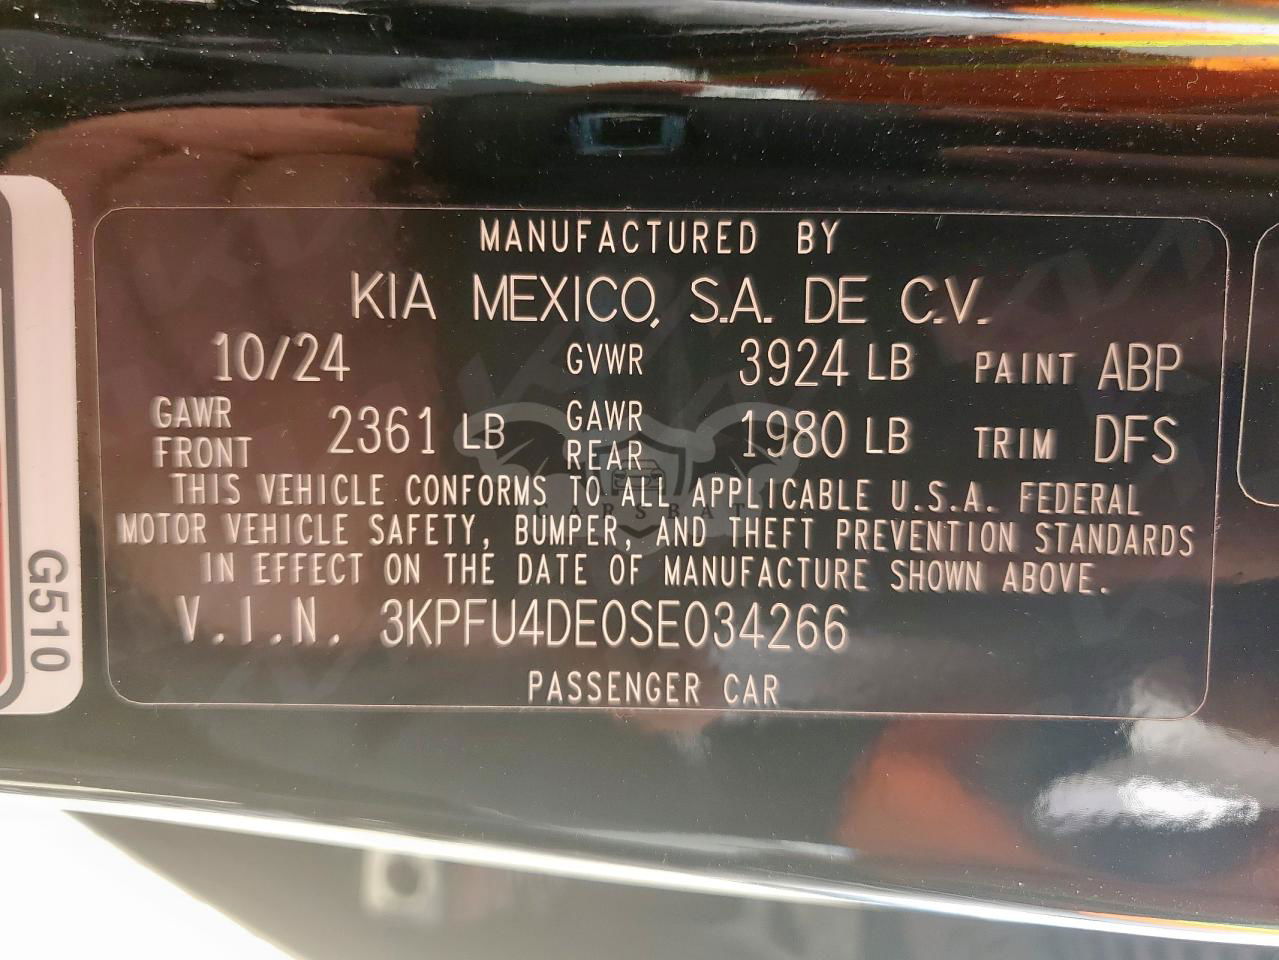 MANUFACTURED BY
KIA MEXICO, S.A. DE C.V.
10/24 GVWR 3924 LB PAINT ABP
GAWR FRONT 2361 LB GAWR REAR 1980 LB TRIM DFS
THIS VEHICLE CONFORMS TO ALL APPLICABLE U.S.A. FEDERAL
MOTOR VEHICLE SAFETY, BUMPER, AND THEFT PREVENTION STANDARDS
IN EFFECT ON THE DATE OF MANUFACTURE SHOWN ABOVE.
V.I.N. 3KPFU4DE0SE034266
PASSENGER CAR
G510
CARSBAT